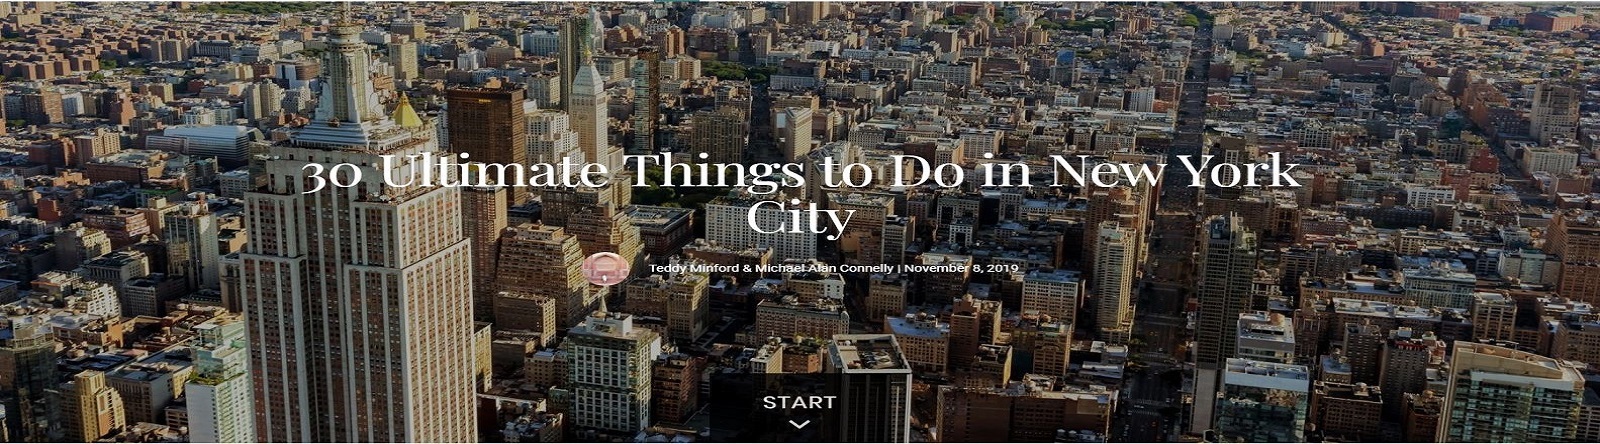 30 Ultimate Things to Do in New York
City
Teddy Minford & Michael Alan Connelly | November 8, 2019
START